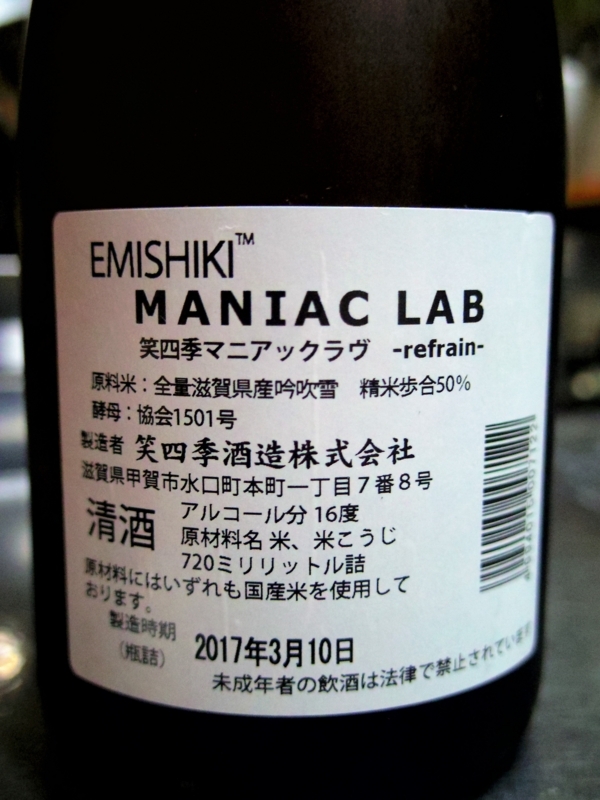 EMISHIKI™
MANIAC LAB
笑四季マニアックラヴ -refrain-
原料米：全量滋賀県産吟吹雪 精米歩合50%
酵母：協会1501号
製造者 笑四季酒造株式会社
滋賀県甲賀市水口町本町一丁目7番8号
清酒
アルコール分 16度
原材料名 米、米こうじ
720ミリリットル詰
原材料にはいずれも国産米を使用して
おります。
製造時期
（瓶詰）
2017年3月10日
未成年者の飲酒は法律で禁止されています